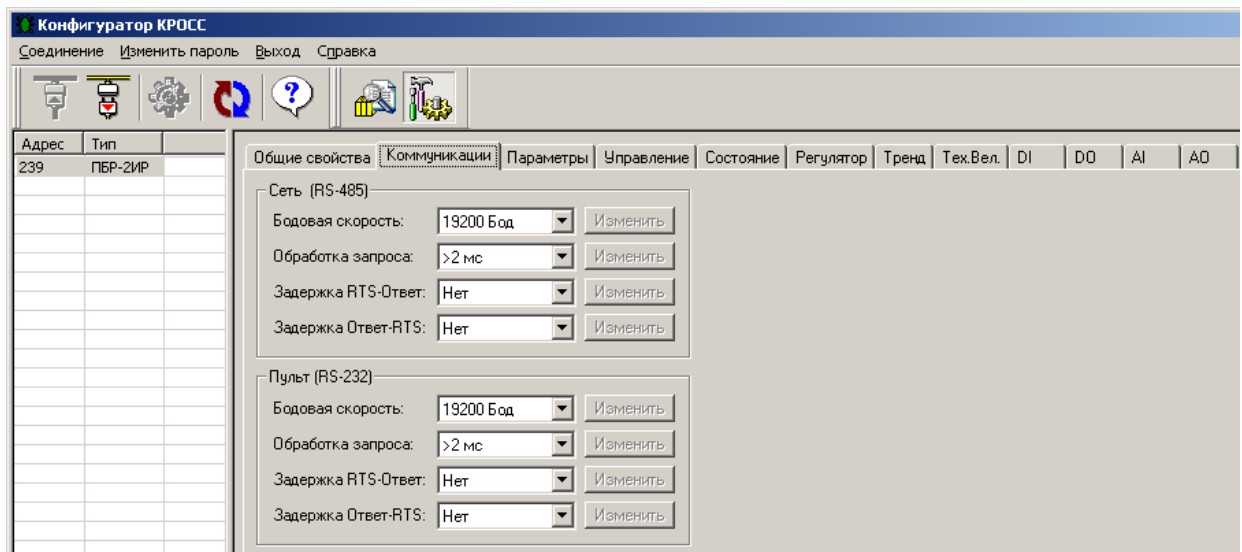 Конфигуратор КРОСС
Соединение Изменить пароль Выход Справка
Адрес Тип
239 ПБР-2ИР
Общие свойства Коммуникации Параметры Управление Состояние Регулятор Тренд Тех.Вел. DI DO AI AO
Сеть (RS-485)
Бодовая скорость: 19200 Бод Изменить
Обработка запроса: >2 мс Изменить
Задержка RTS-Ответ: Нет Изменить
Задержка Ответ-RTS: Нет Изменить
Пульт (RS-232)
Бодовая скорость: 19200 Бод Изменить
Обработка запроса: >2 мс Изменить
Задержка RTS-Ответ: Нет Изменить
Задержка Ответ-RTS: Нет Изменить